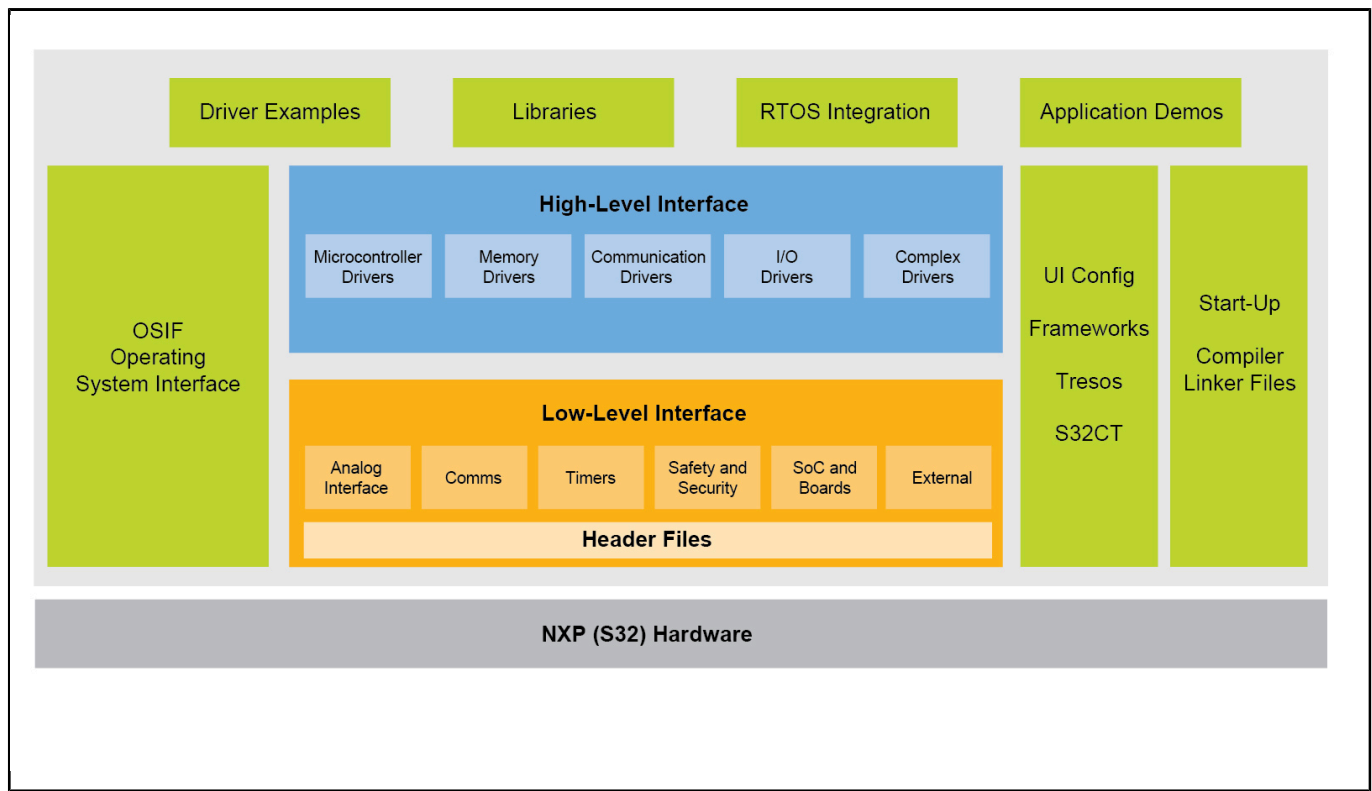 Driver Examples
Libraries
RTOS Integration
Application Demos
OSIF
Operating
System Interface
High-Level Interface
Microcontroller
Drivers
Memory
Drivers
Communication
Drivers
I/O
Drivers
Complex
Drivers
Low-Level Interface
Analog
Interface
Comms
Timers
Safety and
Security
SoC and
Boards
External
Header Files
UI Config
Frameworks
Tresos
S32CT
Start-Up
Compiler
Linker Files
NXP (S32) Hardware